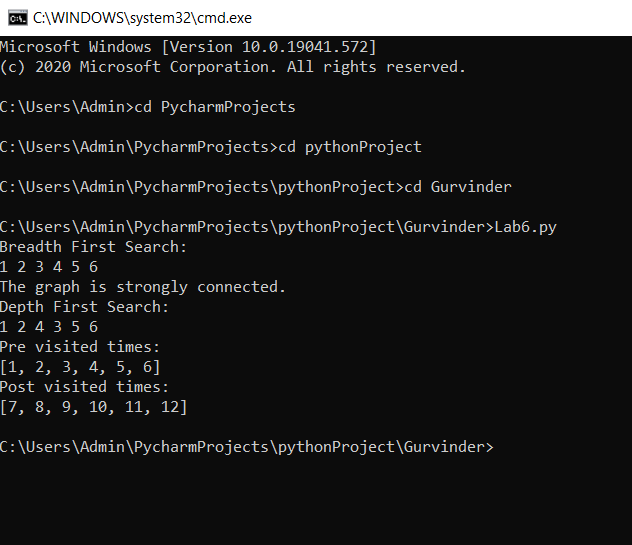 C:\WINDOWS\system32\cmd.exe
Microsoft Windows [Version 10.0.19041.572]
(c) 2020 Microsoft Corporation. All rights reserved.
C:\Users\Admin>cd PycharmProjects
C:\Users\Admin\PycharmProjects>cd pythonProject
C:\Users\Admin\PycharmProjects\pythonProject>cd Gurvinder
C:\Users\Admin\PycharmProjects\pythonProject\Gurvinder>Lab6.py
Breadth First Search:
1 2 3 4 5 6
The graph is strongly connected.
Depth First Search:
1 2 4 3 5 6
Pre visited times:
[1, 2, 3, 4, 5, 6]
Post visited times:
[7, 8, 9, 10, 11, 12]
C:\Users\Admin\PycharmProjects\pythonProject\Gurvinder>